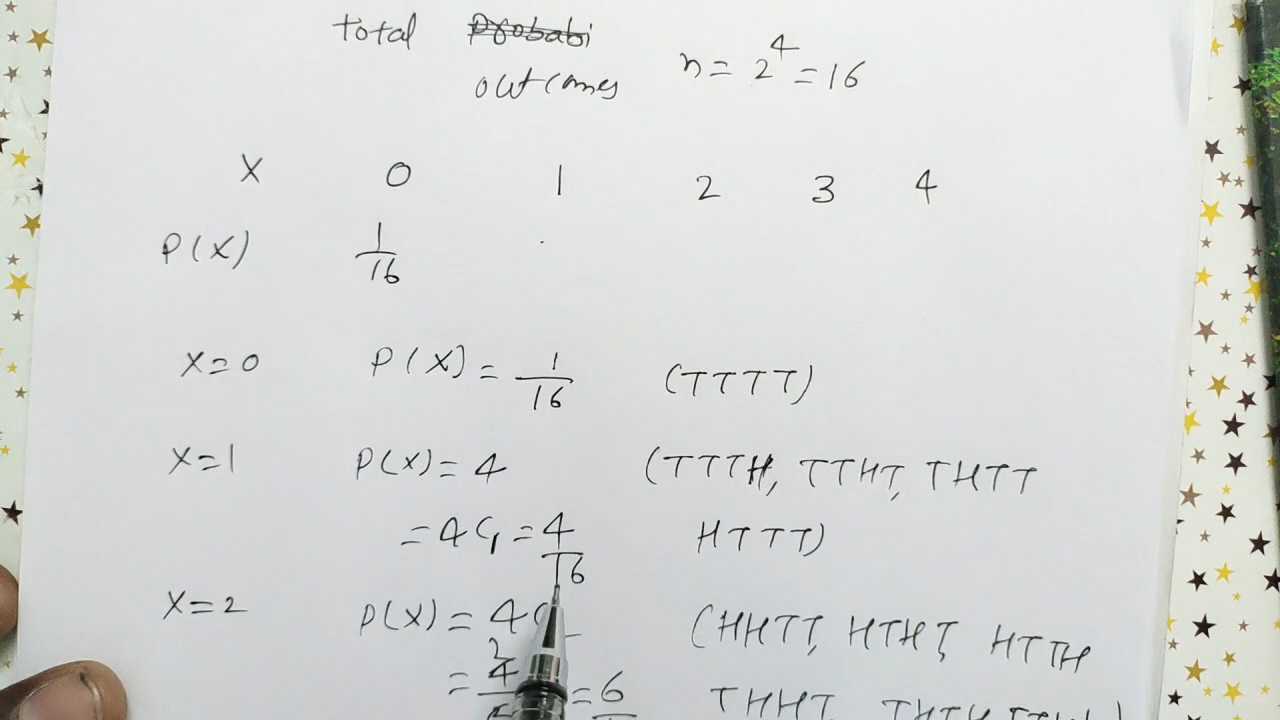 total Probabi
outcomes n = 2^4 = 16
X 0 1 2 3 4
P(X) 1/16
X=0 P(X) = 1/16 (TTTT)
X=1 P(X) = 4 (TTTH, TTHT, THTT
= 4C1 = 4/16 HTTT)
X=2 P(X) = 4C (HHTT, HTHT, HTTH
= = 6 THHT,